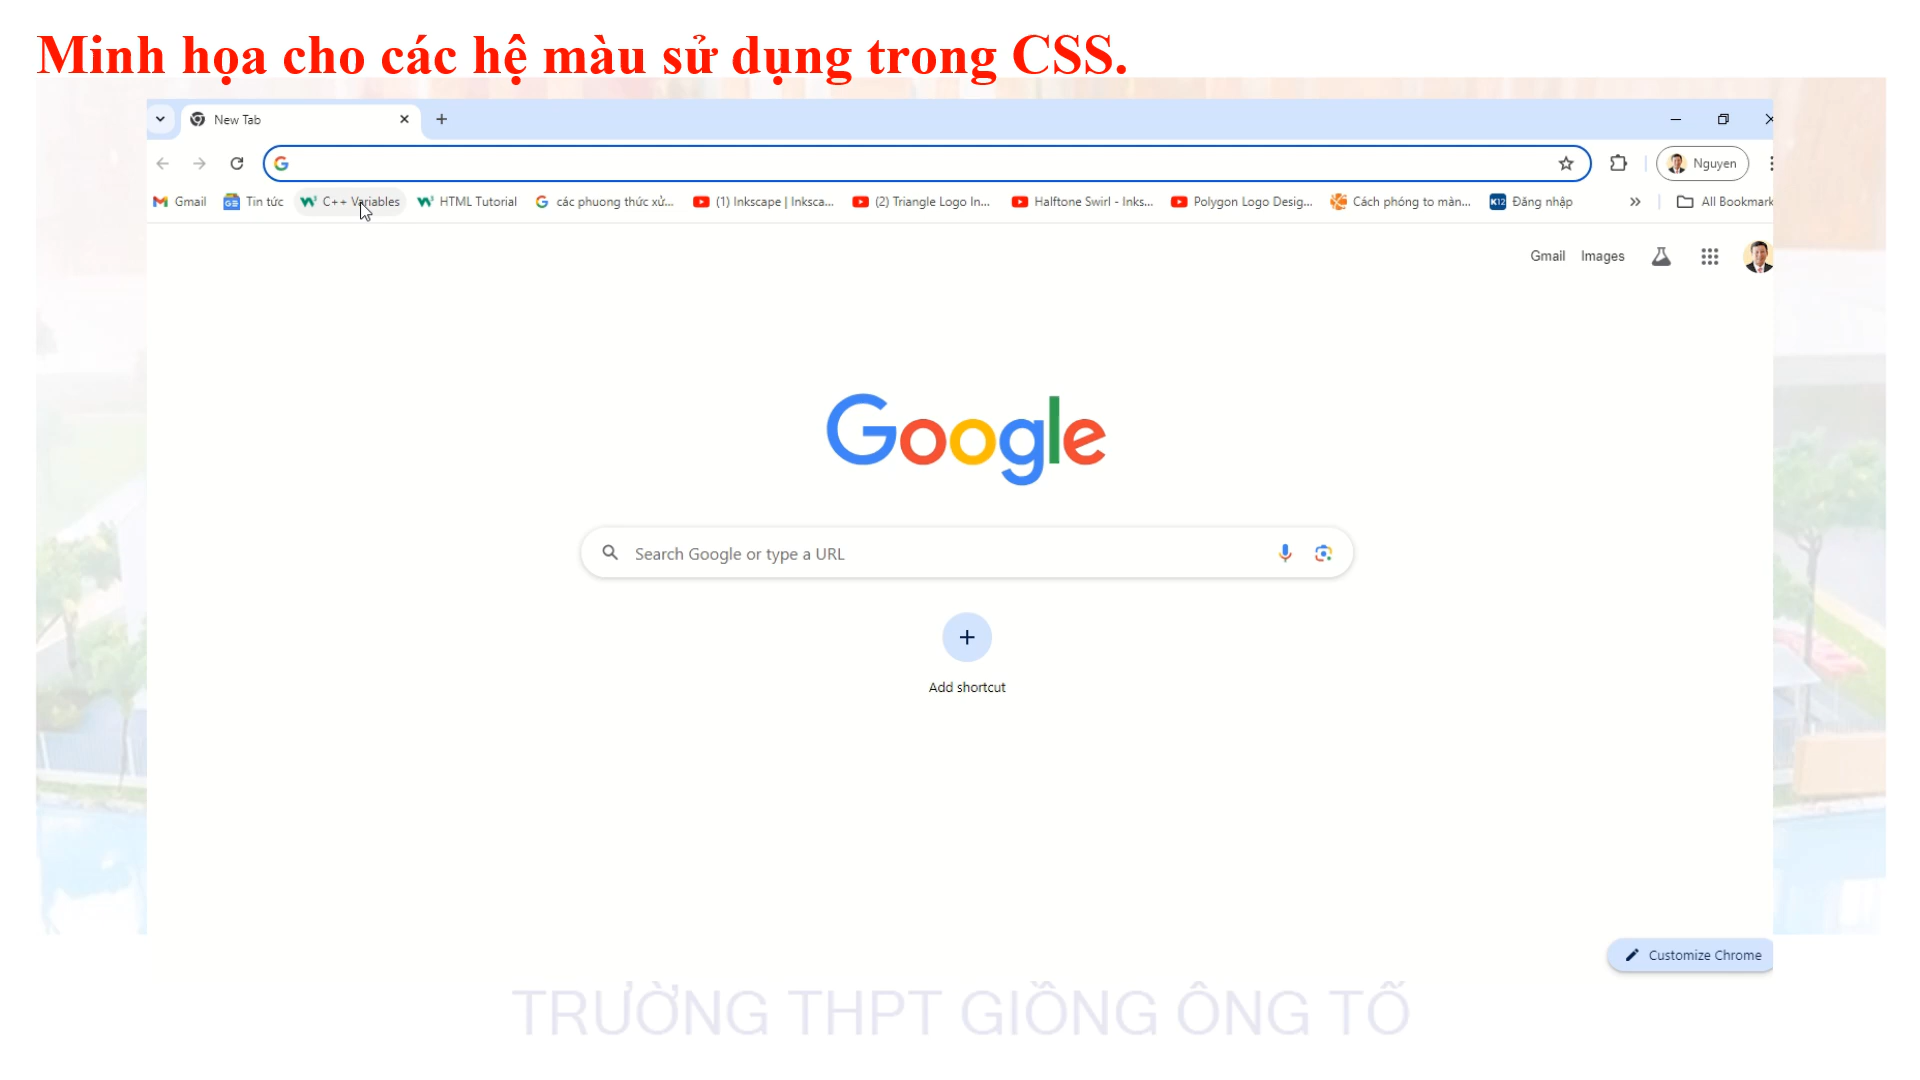 Minh họa cho các hệ màu sử dụng trong CSS.
New Tab
Nguyen
Gmail Tin tức C++ Variables HTML Tutorial các phuong thức xử... (1) Inkscape | Inksca... (2) Triangle Logo In... Halftone Swirl - Inks... Polygon Logo Desig... Cách phóng to màn... K12 Đăng nhập » All Bookmark
Gmail Images
Google
Search Google or type a URL
Add shortcut
Customize Chrome
TRƯỜNG THPT GIỒNG ÔNG TỐ